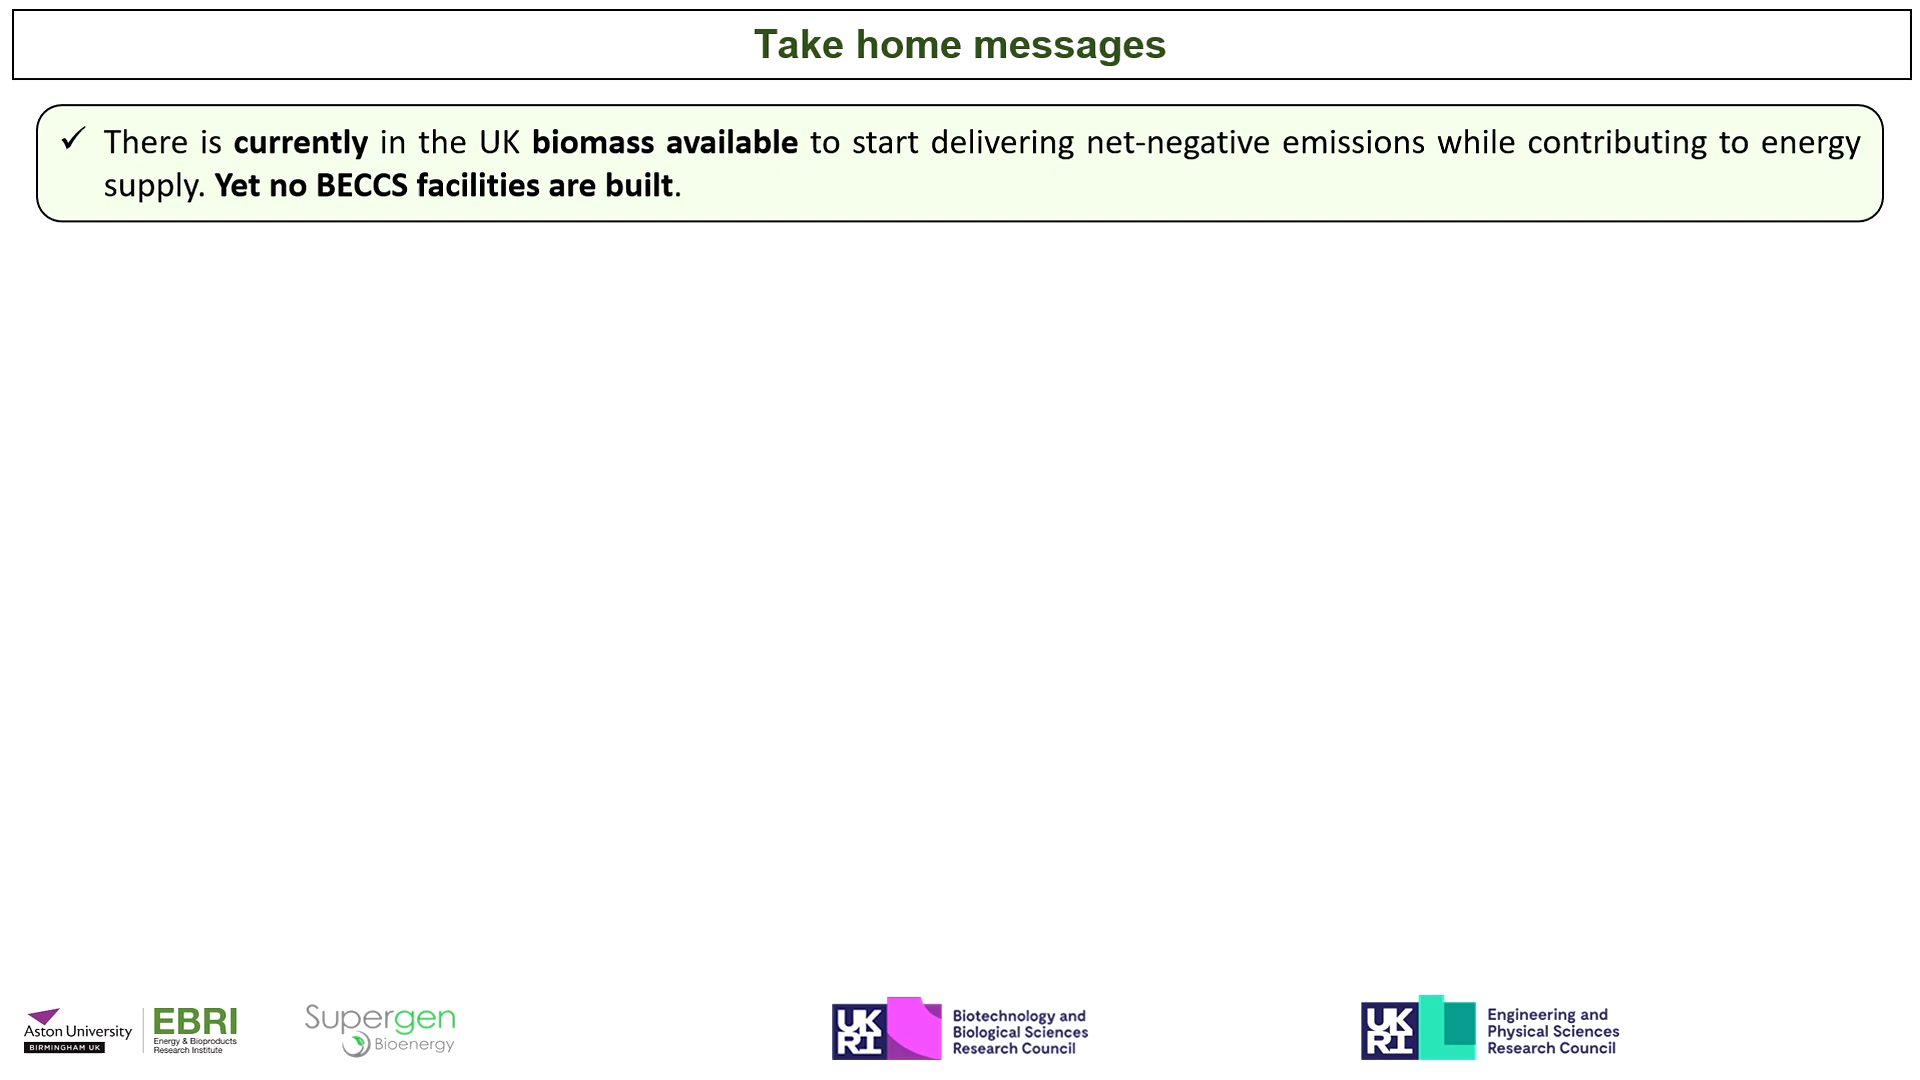 Take home messages
✓ There is currently in the UK biomass available to start delivering net-negative emissions while contributing to energy
supply. Yet no BECCS facilities are built.
Aston University
BIRMINGHAM UK
EBRI
Energy & Bioproducts
Research Institute
Supergen
Bioenergy
UK
RI
Biotechnology and
Biological Sciences
Research Council
UK
RI
Engineering and
Physical Sciences
Research Council